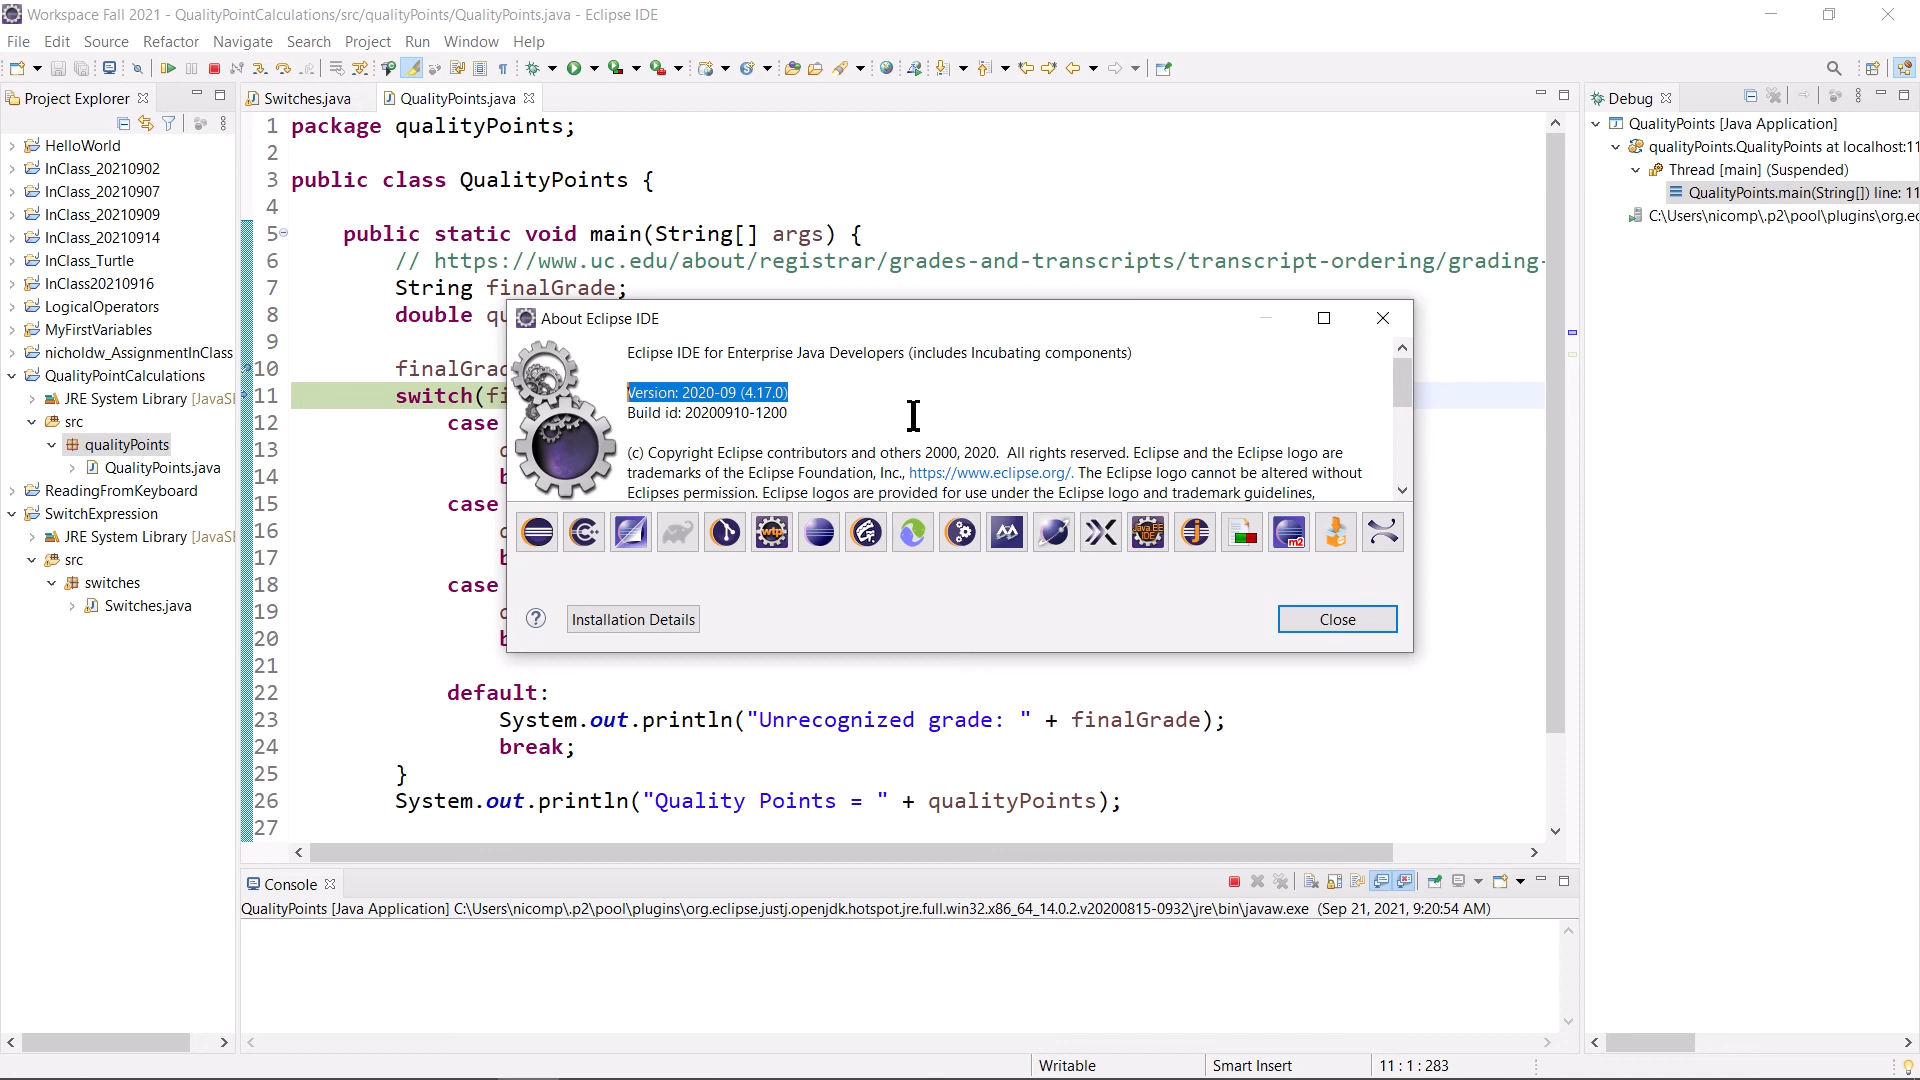 Workspace Fall 2021 - QualityPointCalculations/src/qualityPoints/QualityPoints.java - Eclipse IDE
File Edit Source Refactor Navigate Search Project Run Window Help
Project Explorer
HelloWorld
InClass_20210902
InClass_20210907
InClass_20210909
InClass_20210914
InClass_Turtle
InClass20210916
LogicalOperators
MyFirstVariables
nicholdw_AssignmentInClass
QualityPointCalculations
JRE System Library [JavaSE
src
qualityPoints
QualityPoints.java
ReadingFromKeyboard
SwitchExpression
JRE System Library [JavaSE
src
switches
Switches.java
Switches.java QualityPoints.java
1 package qualityPoints;
2
3 public class QualityPoints {
4
5 public static void main(String[] args) {
6 // https://www.uc.edu/about/registrar/grades-and-transcripts/transcript-ordering/grading-
7 String finalGrade;
8 double qu
9
10 finalGrad
11 switch(fi
12 case
13
14 b
15 case
16
17 b
18 case
19
20 b
21
22 default:
23 System.out.println("Unrecognized grade: " + finalGrade);
24 break;
25 }
26 System.out.println("Quality Points = " + qualityPoints);
27
About Eclipse IDE
Eclipse IDE for Enterprise Java Developers (includes Incubating components)
Version: 2020-09 (4.17.0)
Build id: 20200910-1200
(c) Copyright Eclipse contributors and others 2000, 2020. All rights reserved. Eclipse and the Eclipse logo are
trademarks of the Eclipse Foundation, Inc., https://www.eclipse.org/. The Eclipse logo cannot be altered without
Eclipses permission. Eclipse logos are provided for use under the Eclipse logo and trademark guidelines,
wtp
Java EE
IDE
m2
Installation Details
Close
Debug
QualityPoints [Java Application]
qualityPoints.QualityPoints at localhost:11
Thread [main] (Suspended)
QualityPoints.main(String[]) line: 11
C:\Users\nicomp\.p2\pool\plugins\org.ec
Console
QualityPoints [Java Application] C:\Users\nicomp\.p2\pool\plugins\org.eclipse.justj.openjdk.hotspot.jre.full.win32.x86_64_14.0.2.v20200815-0932\jre\bin\javaw.exe (Sep 21, 2021, 9:20:54 AM)
Writable
Smart Insert
11 : 1 : 283